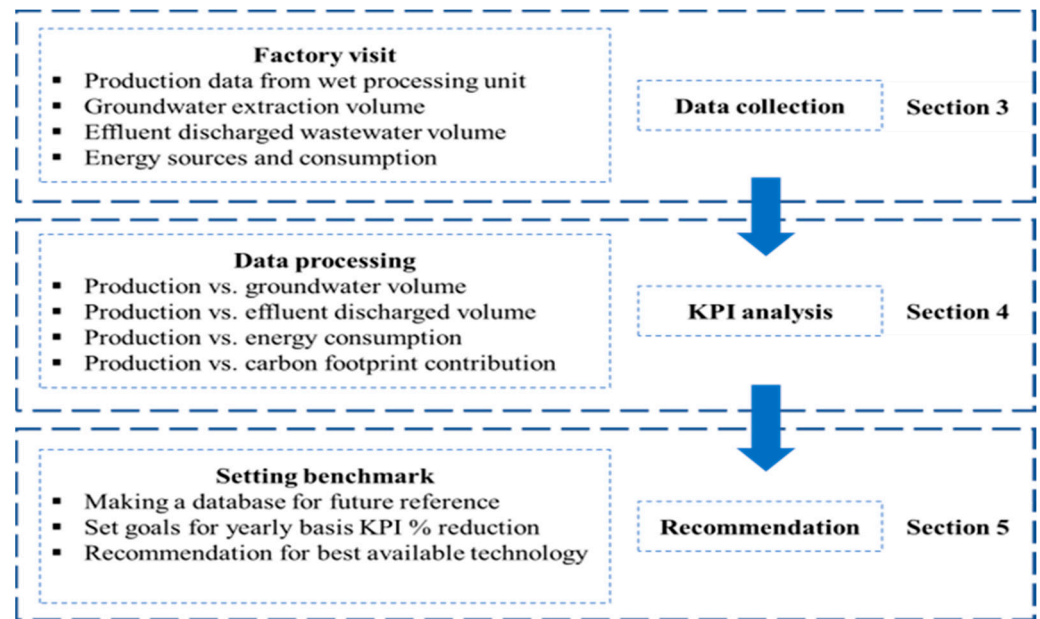 Factory visit
▪ Production data from wet processing unit
▪ Groundwater extraction volume
▪ Effluent discharged wastewater volume
▪ Energy sources and consumption
Data collection
Section 3
Data processing
▪ Production vs. groundwater volume
▪ Production vs. effluent discharged volume
▪ Production vs. energy consumption
▪ Production vs. carbon footprint contribution
KPI analysis
Section 4
Setting benchmark
▪ Making a database for future reference
▪ Set goals for yearly basis KPI % reduction
▪ Recommendation for best available technology
Recommendation
Section 5